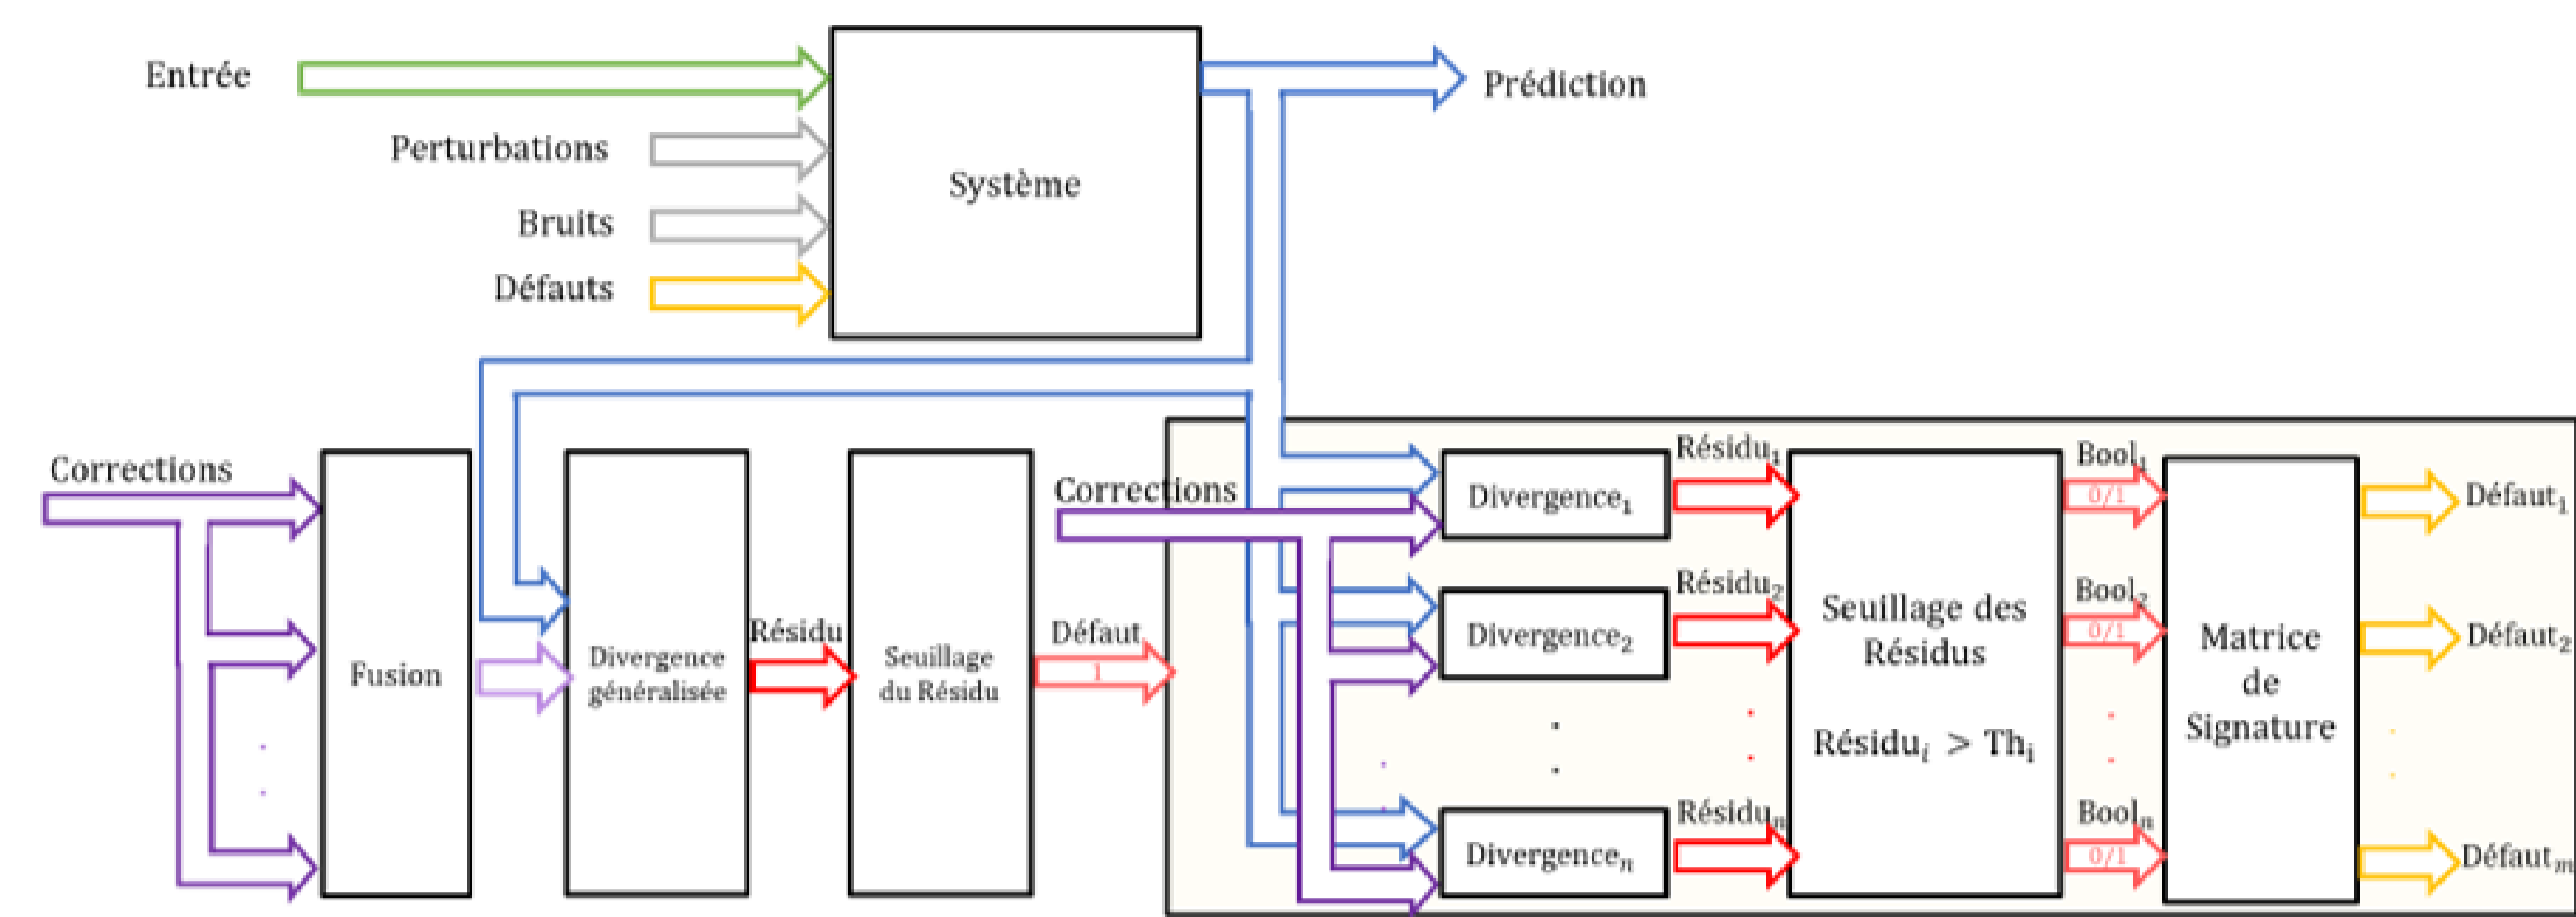 Entrée
Prédiction
Perturbations
Système
Bruits
Défauts
Corrections
Fusion
Divergence
généralisée
Résidu
Seuillage
du Résidu
Défaut
1
Corrections
Divergence₁
Divergence₂
Divergenceₙ
Résidu₁
Résidu₂
Résiduₙ
Seuillage des
Résidus
Résiduᵢ > Thᵢ
Bool₁
0/1
Bool₂
0/1
Boolₙ
0/1
Matrice
de
Signature
Défaut₁
Défaut₂
Défautₘ